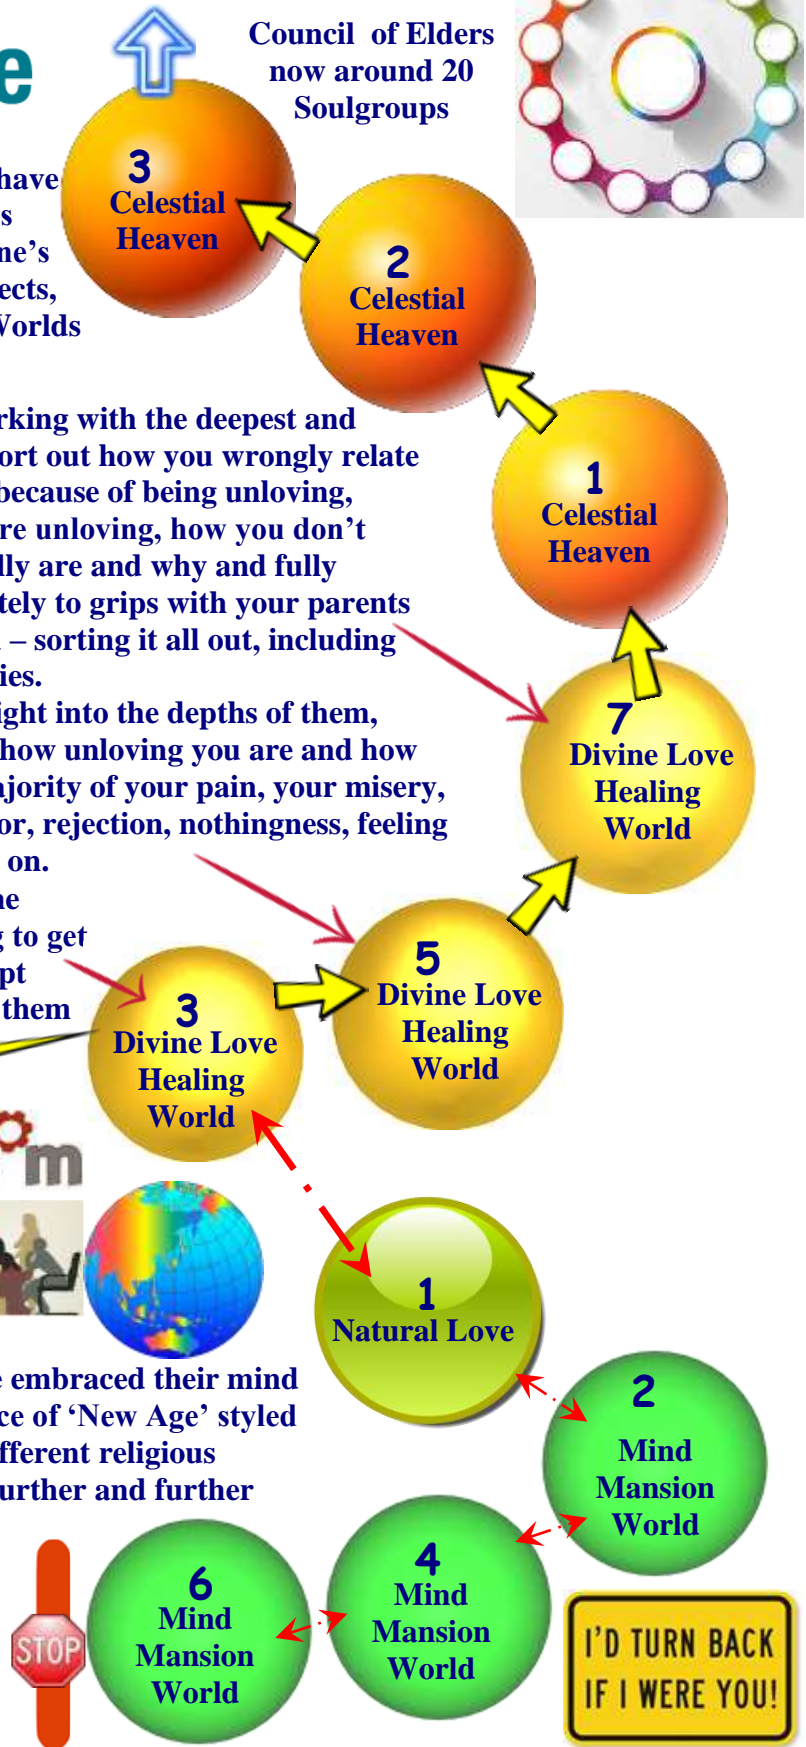 e
Council of Elders
now around 20
Soulgroups
3
Celestial
Heaven
have
s
ne’s
ects,
Worlds
2
Celestial
Heaven
rking with the deepest and
ort out how you wrongly relate
because of being unloving,
re unloving, how you don’t
lly are and why and fully
tely to grips with your parents
– sorting it all out, including
ies.
ight into the depths of them,
how unloving you are and how
ajority of your pain, your misery,
or, rejection, nothingness, feeling
on.
1
Celestial
Heaven
7
Divine Love
Healing
World
ne
g to get
pt
them
5
Divine Love
Healing
World
3
Divine Love
Healing
World
m
1
Natural Love
e embraced their mind
ce of ‘New Age’ styled
ifferent religious
urther and further
2
Mind
Mansion
World
4
Mind
Mansion
World
6
Mind
Mansion
World
STOP
I’D TURN BACK
IF I WERE YOU!